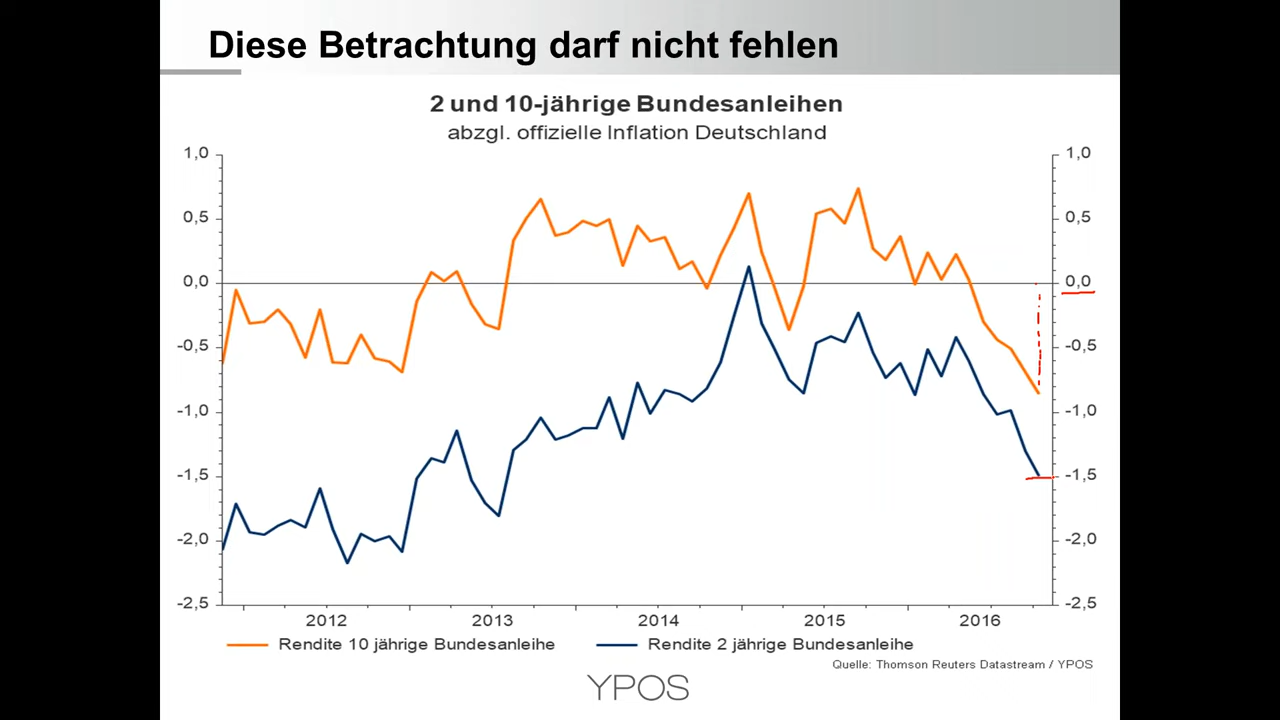 Diese Betrachtung darf nicht fehlen
2 und 10-jährige Bundesanleihen
abzgl. offizielle Inflation Deutschland
1,0 1,0
0,5 0,5
0,0 0,0
-0,5 -0,5
-1,0 -1,0
-1,5 -1,5
-2,0 -2,0
-2,5 -2,5
2012 2013 2014 2015 2016
Rendite 10 jährige Bundesanleihe Rendite 2 jährige Bundesanleihe
Quelle: Thomson Reuters Datastream / YPOS
YPOS